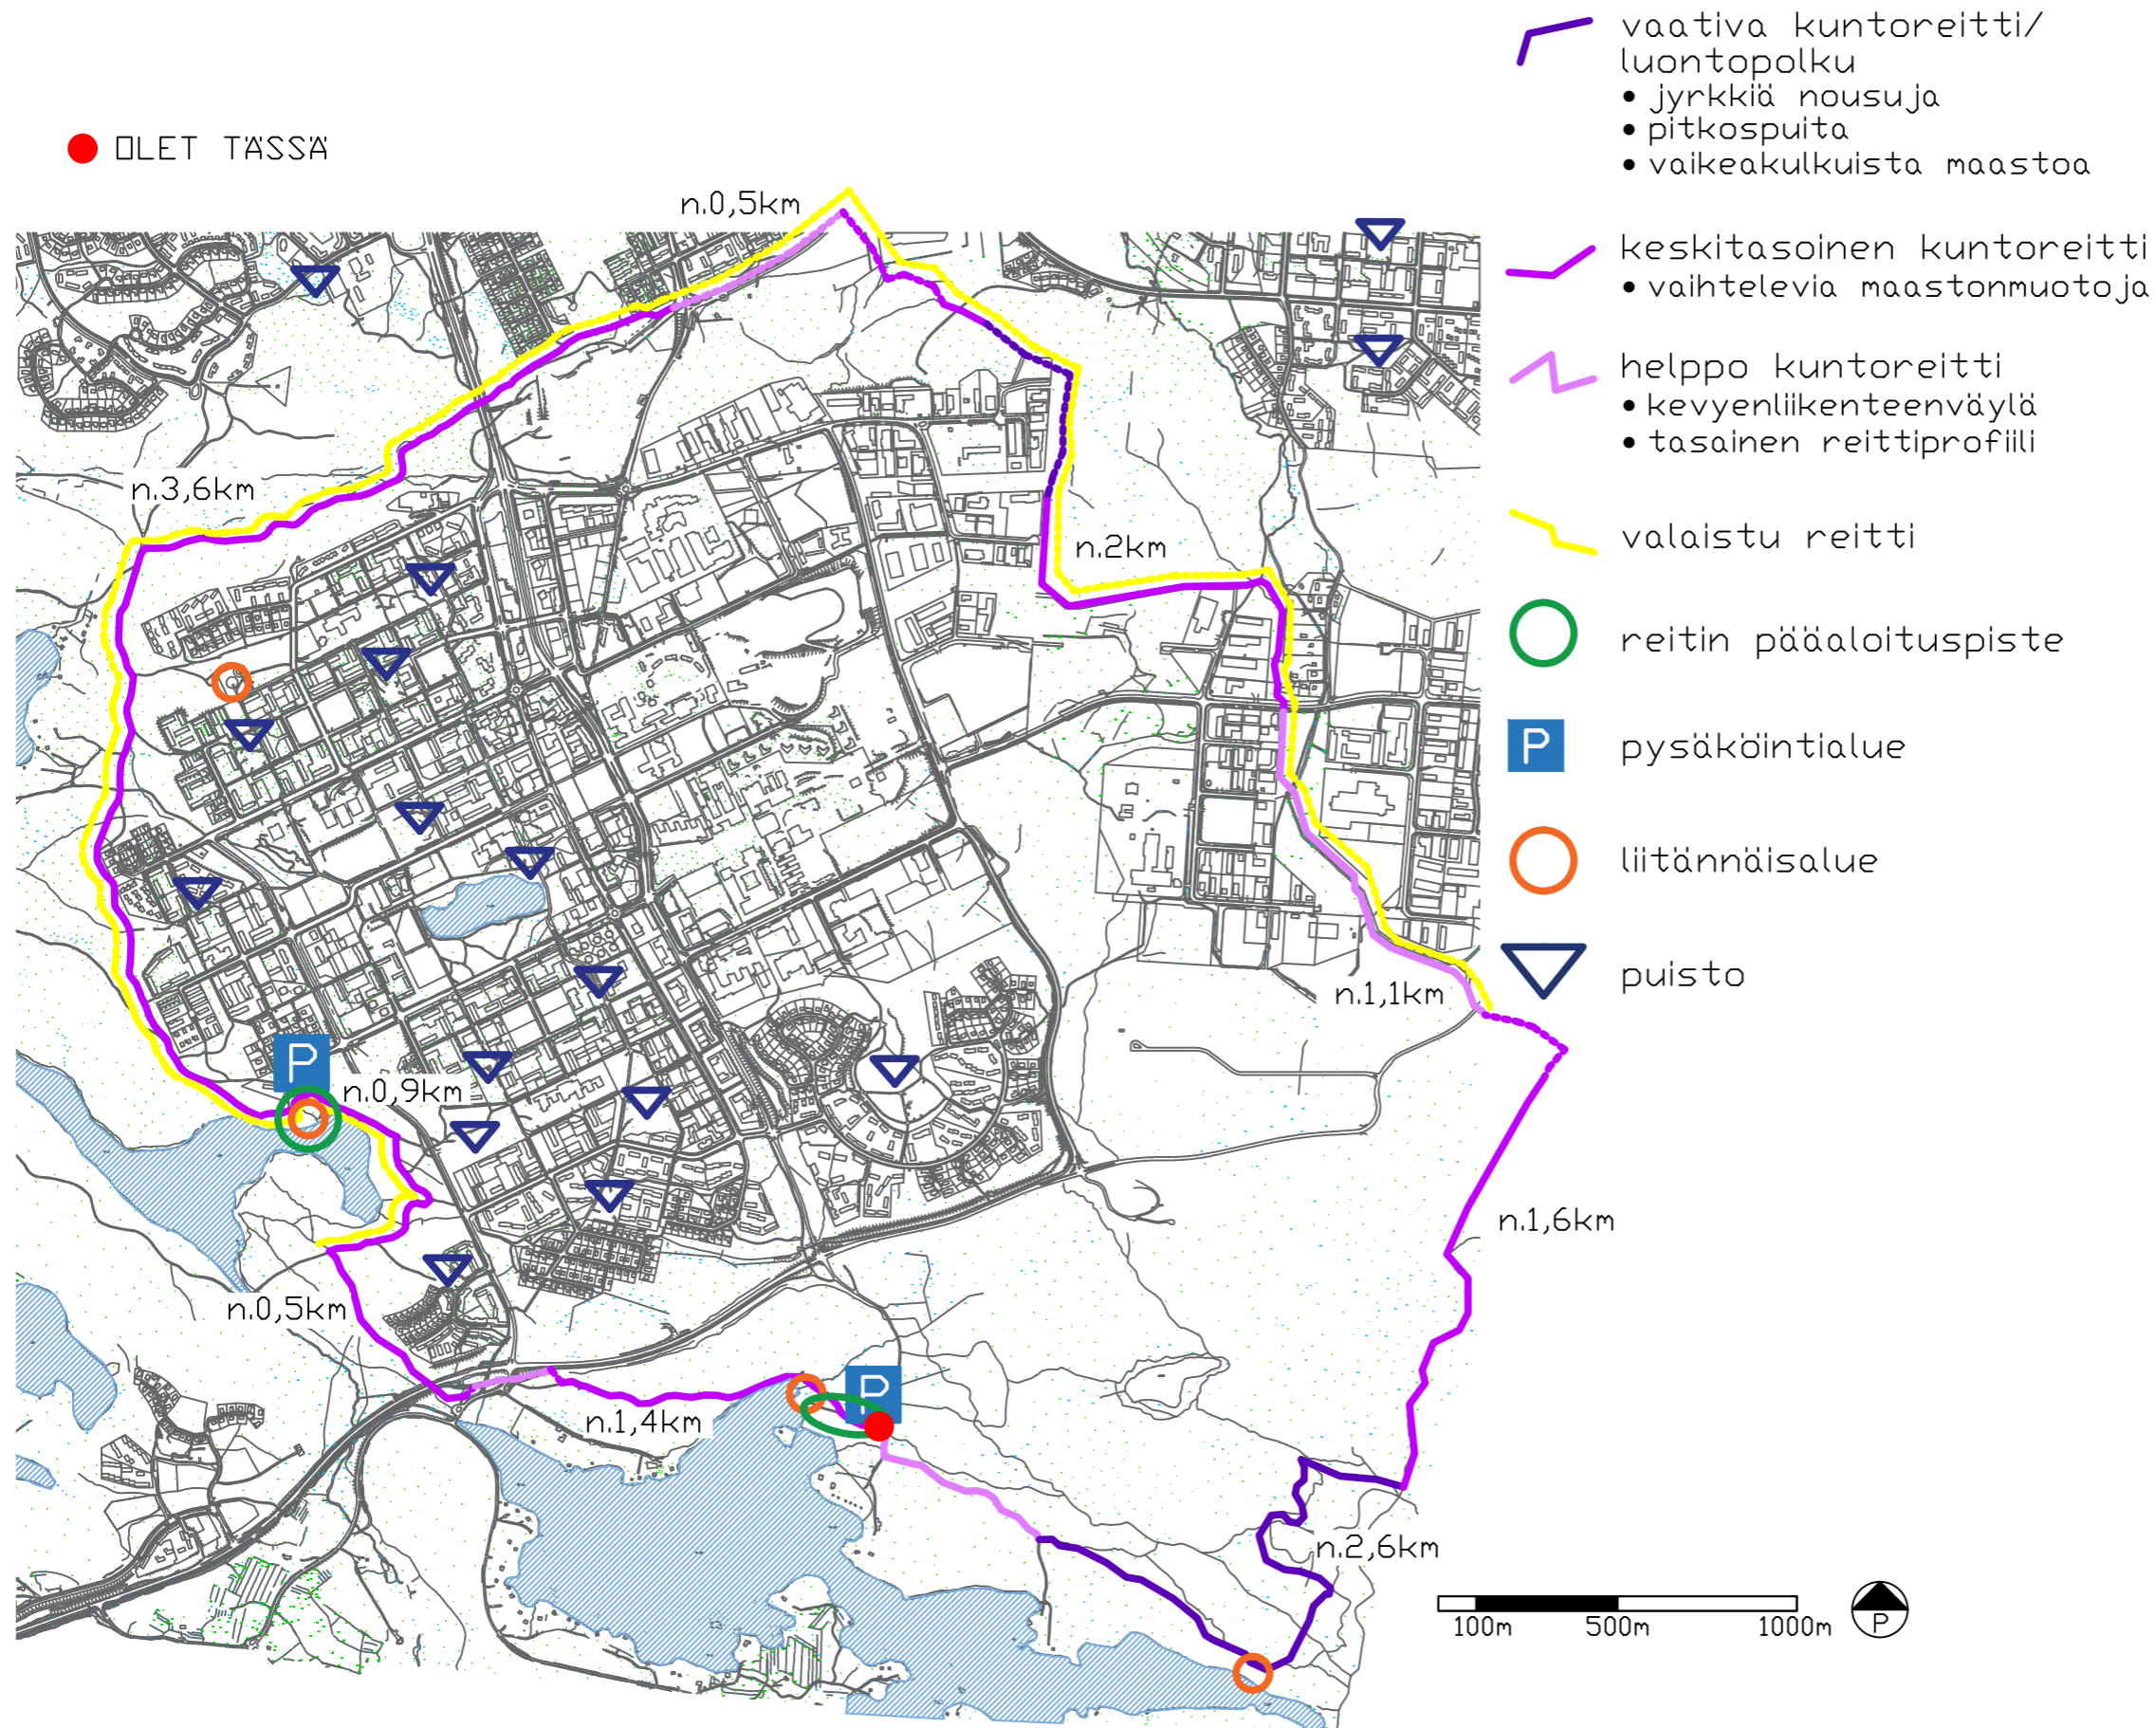 OLET TÄSSÄ
n.0,5km
n.3,6km
n.2km
n.1,1km
P
n.0,9km
n.1,6km
n.0,5km
P
n.1,4km
n.2,6km
100m 500m 1000m
P
vaativa kuntoreitti/
luontopolku
• jyrkkiä nousuja
• pitkospuita
• vaikeakulkuista maastoa
keskitasoinen kuntoreitti
• vaihtelevia maastonmuotoja
helppo kuntoreitti
• kevyenliikenteenväylä
• tasainen reittiprofiili
valaistu reitti
reitin pääaloituspiste
P pysäköintialue
liitännäisalue
puisto